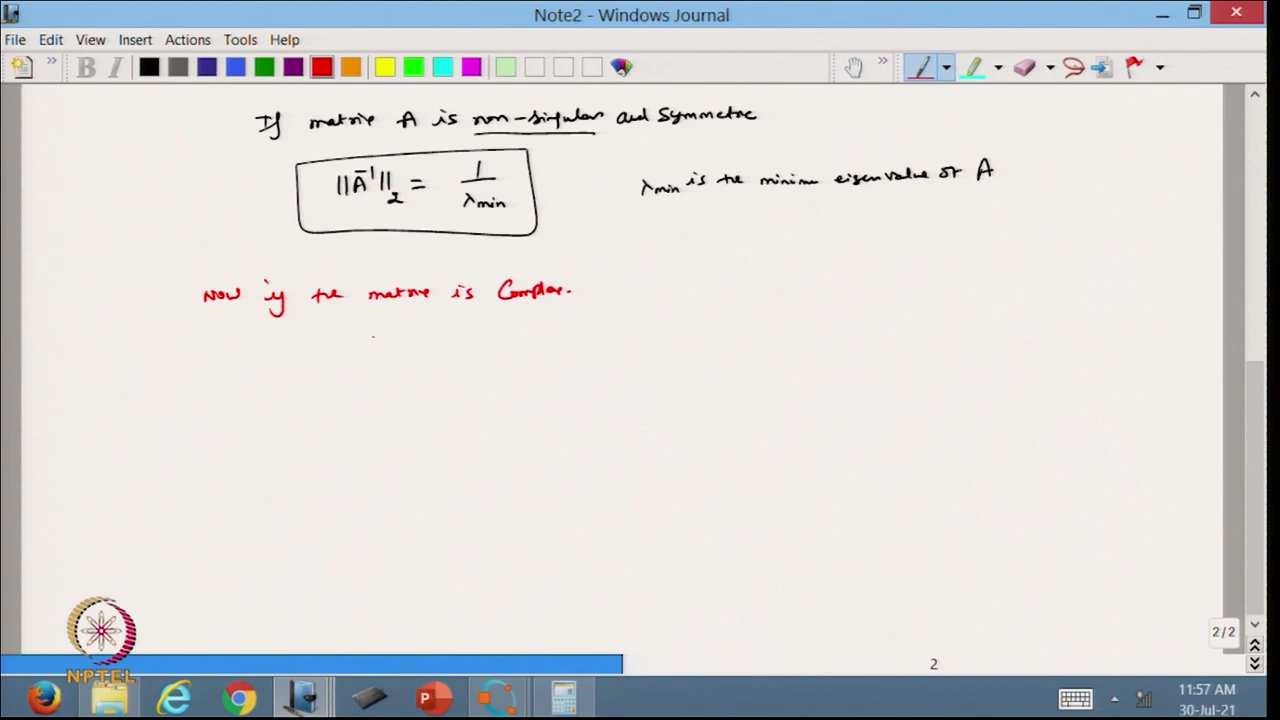 Note2 - Windows Journal
File Edit View Insert Actions Tools Help
If matrix A is non-singular and Symmetric
||A⁻¹||₂ = 1/λmin
λmin is the minimum eigenvalue of A
Now if the matrix is Complex.
2/2
2
NPTEL
11:57 AM
30-Jul-21